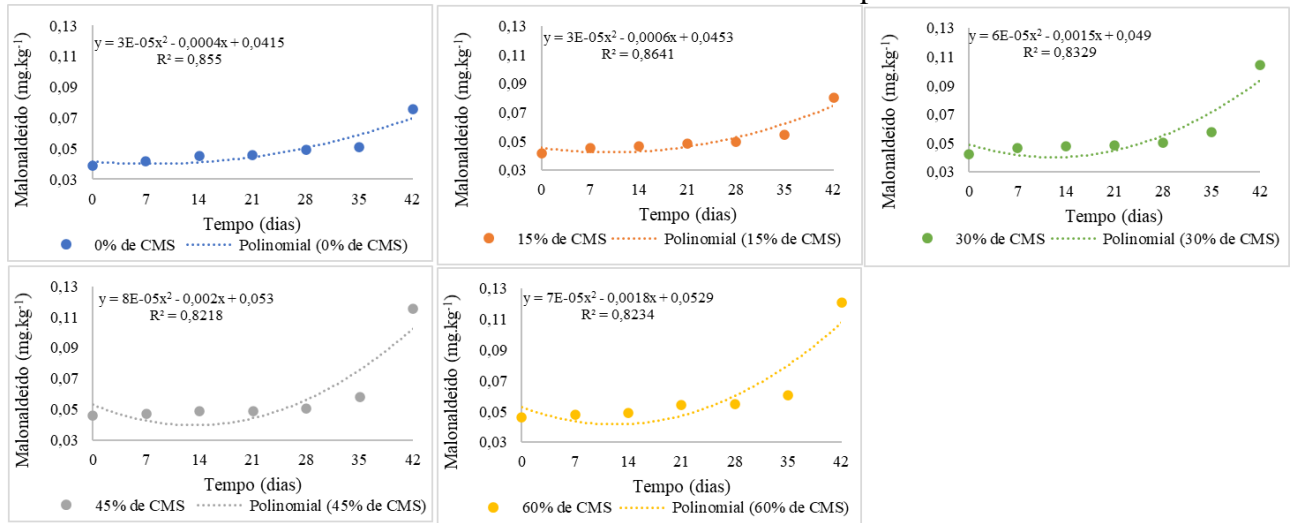 Malonaldeído (mg.kg⁻¹)
0,13
0,11
0,09
0,07
0,05
0,03
y = 3E-05x² - 0,0004x + 0,0415
R² = 0,855
0 7 14 21 28 35 42
Tempo (dias)
0% de CMS Polinomial (0% de CMS)
Malonaldeído (mg.kg⁻¹)
0,13
0,11
0,09
0,07
0,05
0,03
y = 3E-05x² - 0,0006x + 0,0453
R² = 0,8641
0 7 14 21 28 35 42
Tempo (dias)
15% de CMS Polinomial (15% de CMS)
Malonaldeído (mg.kg⁻¹)
0,13
0,11
0,09
0,07
0,05
0,03
y = 6E-05x² - 0,0015x + 0,049
R² = 0,8329
0 7 14 21 28 35 42
Tempo (dias)
30% de CMS Polinomial (30% de CMS)
Malonaldeído (mg.kg⁻¹)
0,13
0,11
0,09
0,07
0,05
0,03
y = 8E-05x² - 0,002x + 0,053
R² = 0,8218
0 7 14 21 28 35 42
Tempo (dias)
45% de CMS Polinomial (45% de CMS)
Malonaldeído (mg.kg⁻¹)
0,13
0,11
0,09
0,07
0,05
0,03
y = 7E-05x² - 0,0018x + 0,0529
R² = 0,8234
0 7 14 21 28 35 42
Tempo (dias)
60% de CMS Polinomial (60% de CMS)